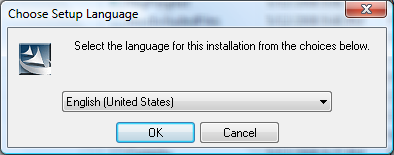 Choose Setup Language
Select the language for this installation from the choices below.
English (United States)
OK
Cancel